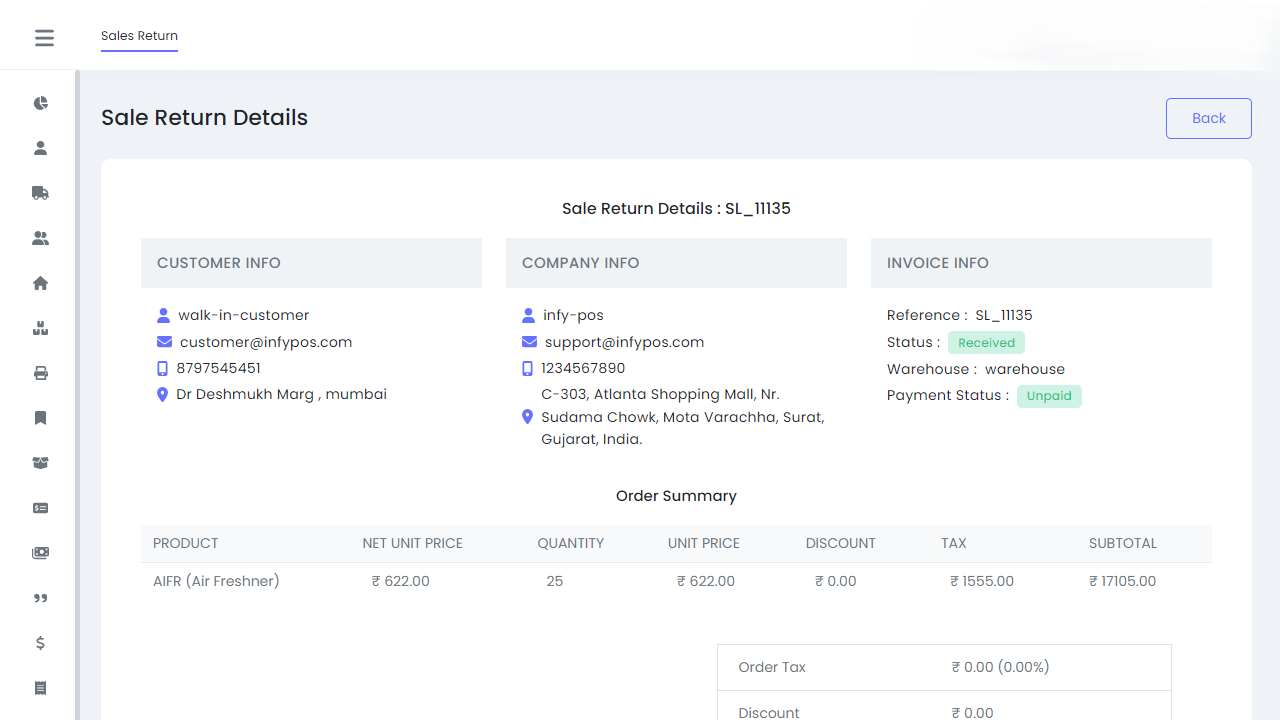 Sales Return
Sale Return Details
Back
Sale Return Details : SL_11135
CUSTOMER INFO
walk-in-customer
customer@infypos.com
8797545451
Dr Deshmukh Marg , mumbai
COMPANY INFO
infy-pos
support@infypos.com
1234567890
C-303, Atlanta Shopping Mall, Nr.
Sudama Chowk, Mota Varachha, Surat,
Gujarat, India.
INVOICE INFO
Reference : SL_11135
Status : Received
Warehouse : warehouse
Payment Status : Unpaid
Order Summary
PRODUCT NET UNIT PRICE QUANTITY UNIT PRICE DISCOUNT TAX SUBTOTAL
AIFR (Air Freshner) ₹ 622.00 25 ₹ 622.00 ₹ 0.00 ₹ 1555.00 ₹ 17105.00
Order Tax ₹ 0.00 (0.00%)
Discount ₹ 0.00